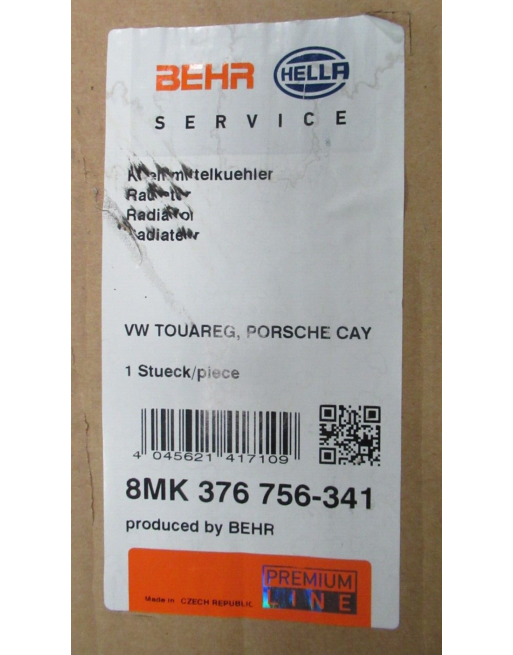 BEHR HELLA
SERVICE
Radiator
VW TOUAREG, PORSCHE CAY
1 Stueck/piece
4 045621 417109
8MK 376 756-341
produced by BEHR
PREMIUM
LINE
Made in CZECH REPUBLIC